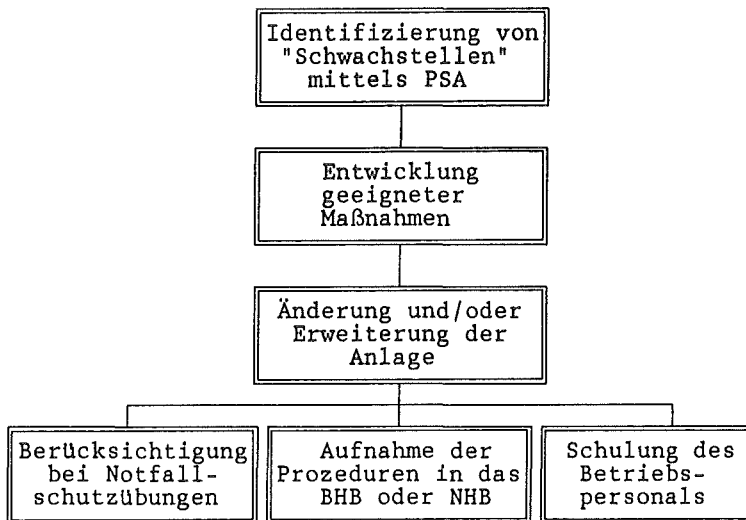 Identifizierung von
"Schwachstellen"
mittels PSA
Entwicklung
geeigneter
Maßnahmen
Änderung und/oder
Erweiterung der
Anlage
Berücksichtigung
bei Notfall-
schutzübungen
Aufnahme der
Prozeduren in das
BHB oder NHB
Schulung des
Betriebs-
personals